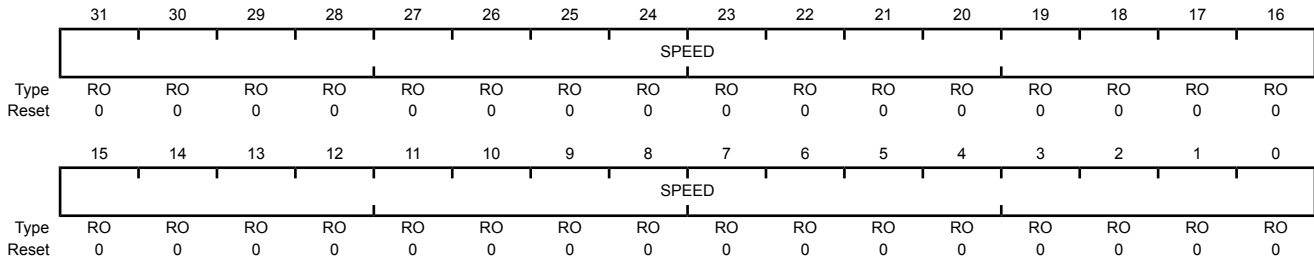 31 30 29 28 27 26 25 24 23 22 21 20 19 18 17 16
SPEED
Type RO RO RO RO RO RO RO RO RO RO RO RO RO RO RO RO
Reset 0 0 0 0 0 0 0 0 0 0 0 0 0 0 0 0
15 14 13 12 11 10 9 8 7 6 5 4 3 2 1 0
SPEED
Type RO RO RO RO RO RO RO RO RO RO RO RO RO RO RO RO
Reset 0 0 0 0 0 0 0 0 0 0 0 0 0 0 0 0